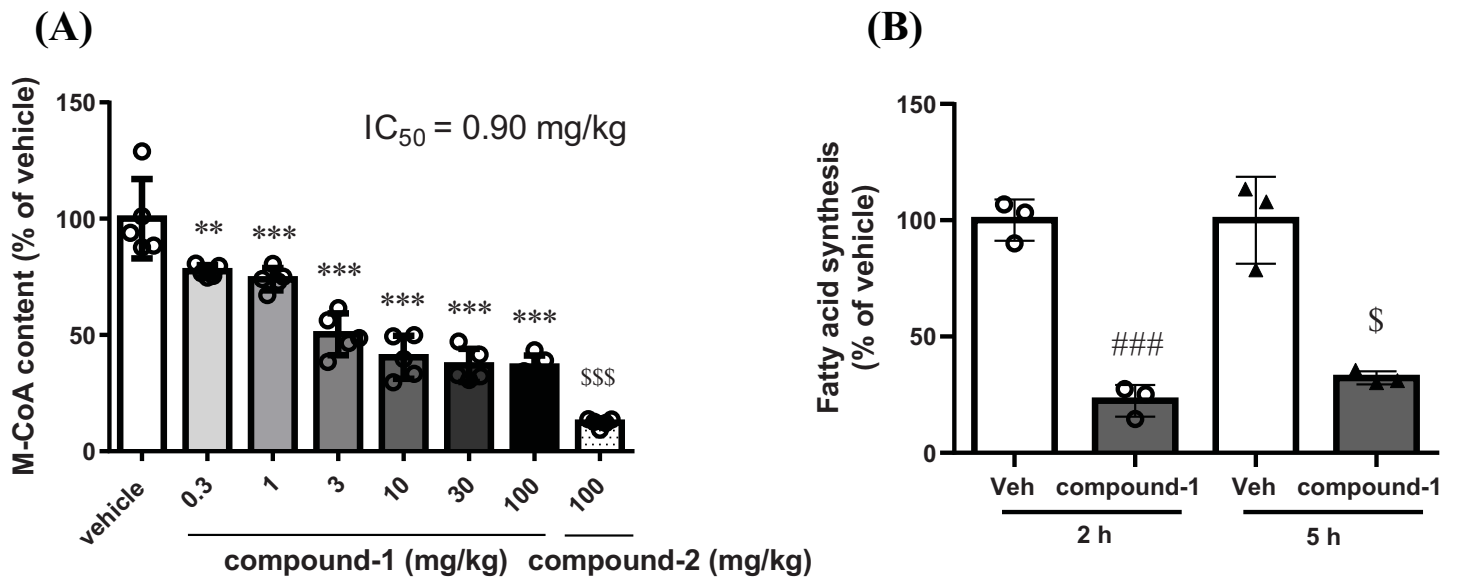 (A)
M-CoA content (% of vehicle)
150
100
50
0
IC50 = 0.90 mg/kg
**
***
***
***
***
***
$$$
vehicle
0.3
1
3
10
30
100
100
compound-1 (mg/kg)
compound-2 (mg/kg)
(B)
Fatty acid synthesis
(% of vehicle)
150
100
50
0
###
$
Veh
compound-1
Veh
compound-1
2 h
5 h